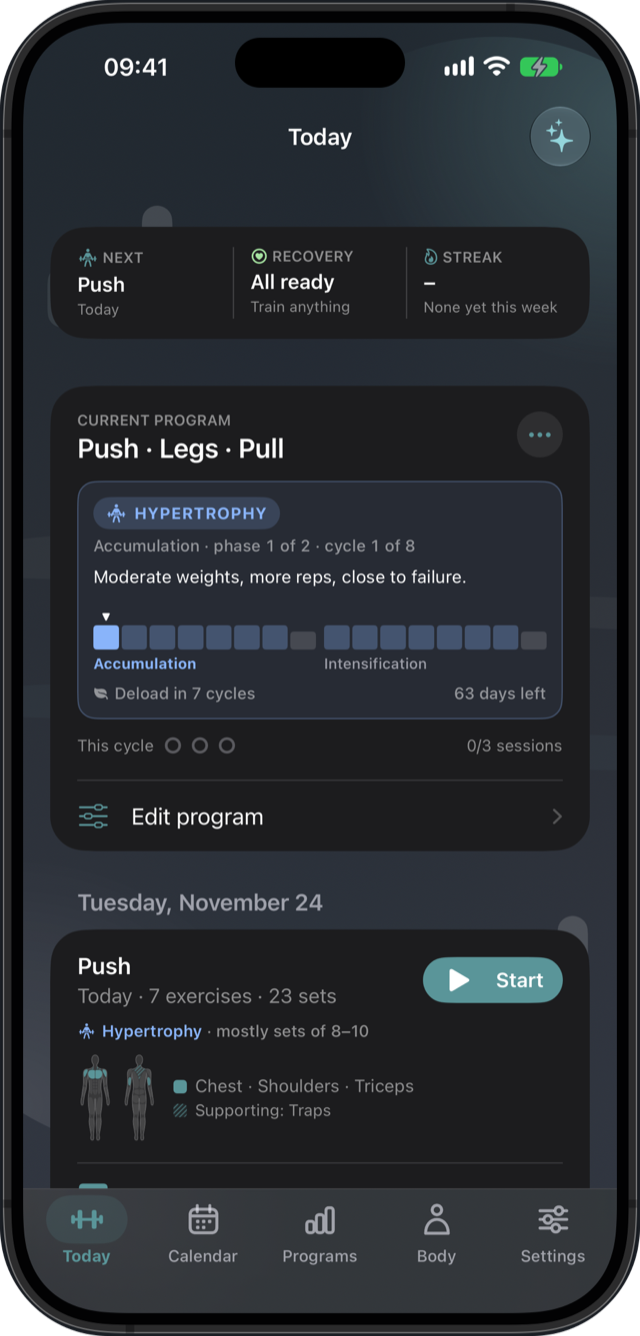 09:41
Today
NEXT
Push
Today
RECOVERY
All ready
Train anything
STREAK
–
None yet this week
CURRENT PROGRAM
Push · Legs · Pull
HYPERTROPHY
Accumulation · phase 1 of 2 · cycle 1 of 8
Moderate weights, more reps, close to failure.
Accumulation
Intensification
Deload in 7 cycles
63 days left
This cycle
0/3 sessions
Edit program
Tuesday, November 24
Push
Today · 7 exercises · 23 sets
Start
Hypertrophy · mostly sets of 8–10
Chest · Shoulders · Triceps
Supporting: Traps
Today
Calendar
Programs
Body
Settings